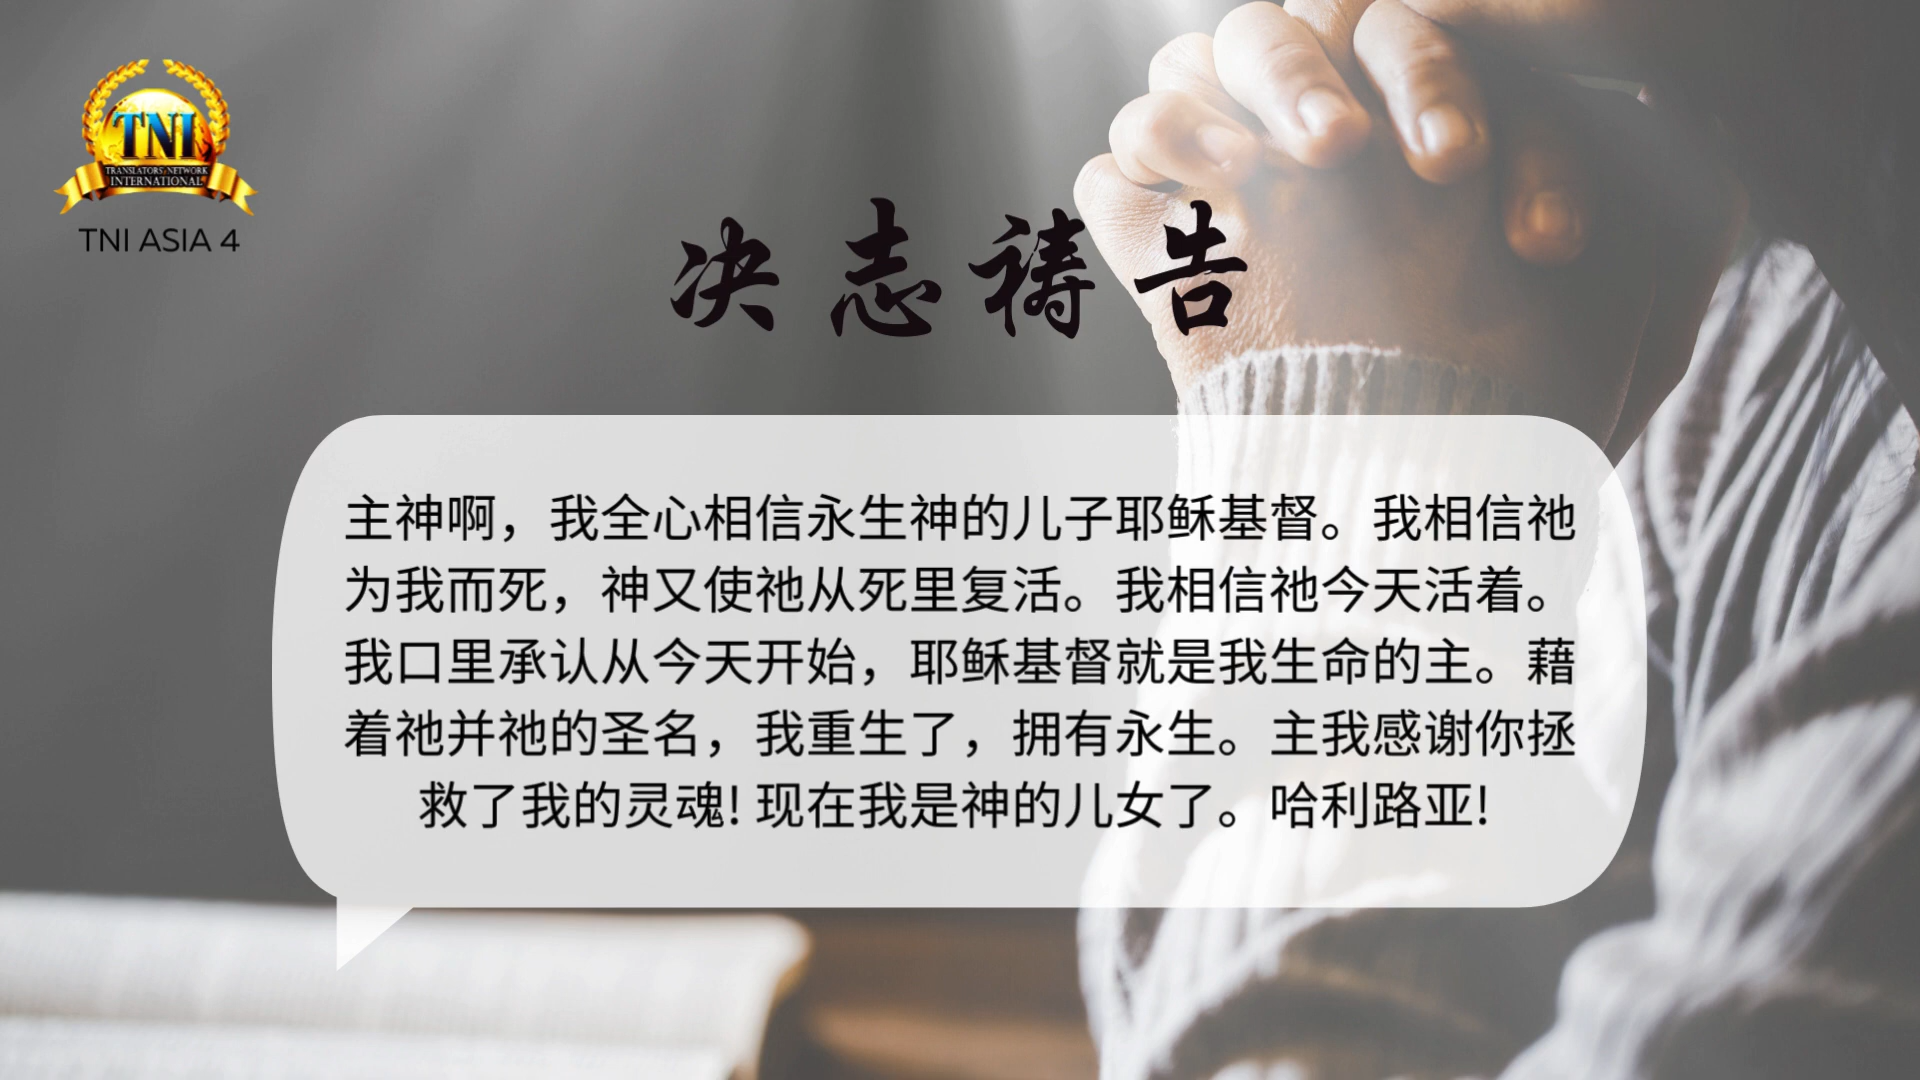 TNI
TRANSLATORS NETWORK
INTERNATIONAL
TNI ASIA 4
决志祷告
主神啊，我全心相信永生神的儿子耶稣基督。我相信祂
为我而死，神又使祂从死里复活。我相信祂今天活着。
我口里承认从今天开始，耶稣基督就是我生命的主。藉
着祂并祂的圣名，我重生了，拥有永生。主我感谢你拯
救了我的灵魂! 现在我是神的儿女了。哈利路亚!